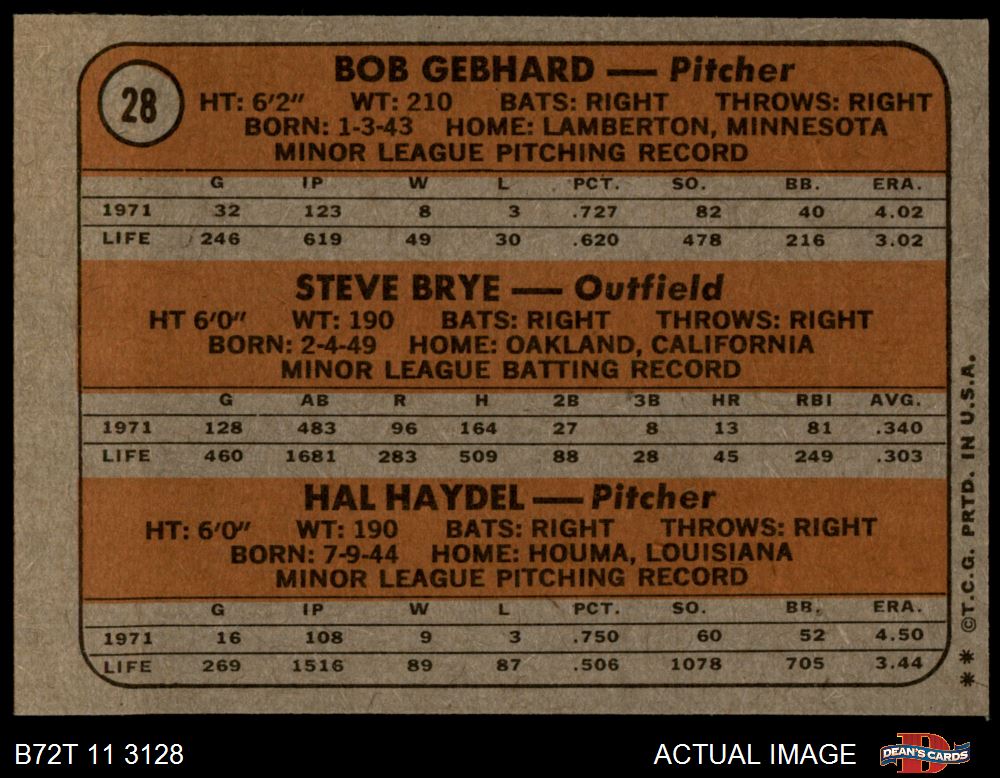 28
BOB GEBHARD — Pitcher
HT: 6'2" WT: 210 BATS: RIGHT THROWS: RIGHT
BORN: 1-3-43 HOME: LAMBERTON, MINNESOTA
MINOR LEAGUE PITCHING RECORD
G IP W L PCT. SO. BB. ERA.
1971 32 123 8 3 .727 82 40 4.02
LIFE 246 619 49 30 .620 478 216 3.02
STEVE BRYE — Outfield
HT 6'0" WT: 190 BATS: RIGHT THROWS: RIGHT
BORN: 2-4-49 HOME: OAKLAND, CALIFORNIA
MINOR LEAGUE BATTING RECORD
G AB R H 2B 3B HR RBI AVG.
1971 128 483 96 164 27 8 13 81 .340
LIFE 460 1681 283 509 88 28 45 249 .303
HAL HAYDEL — Pitcher
HT: 6'0" WT: 190 BATS: RIGHT THROWS: RIGHT
BORN: 7-9-44 HOME: HOUMA, LOUISIANA
MINOR LEAGUE PITCHING RECORD
G IP W L PCT. SO. BB. ERA.
1971 16 108 9 3 .750 60 52 4.50
LIFE 269 1516 89 87 .506 1078 705 3.44
** ©T.C.G. PRTD. IN U.S.A.
B72T 11 3128
ACTUAL IMAGE
DEAN'S CARDS